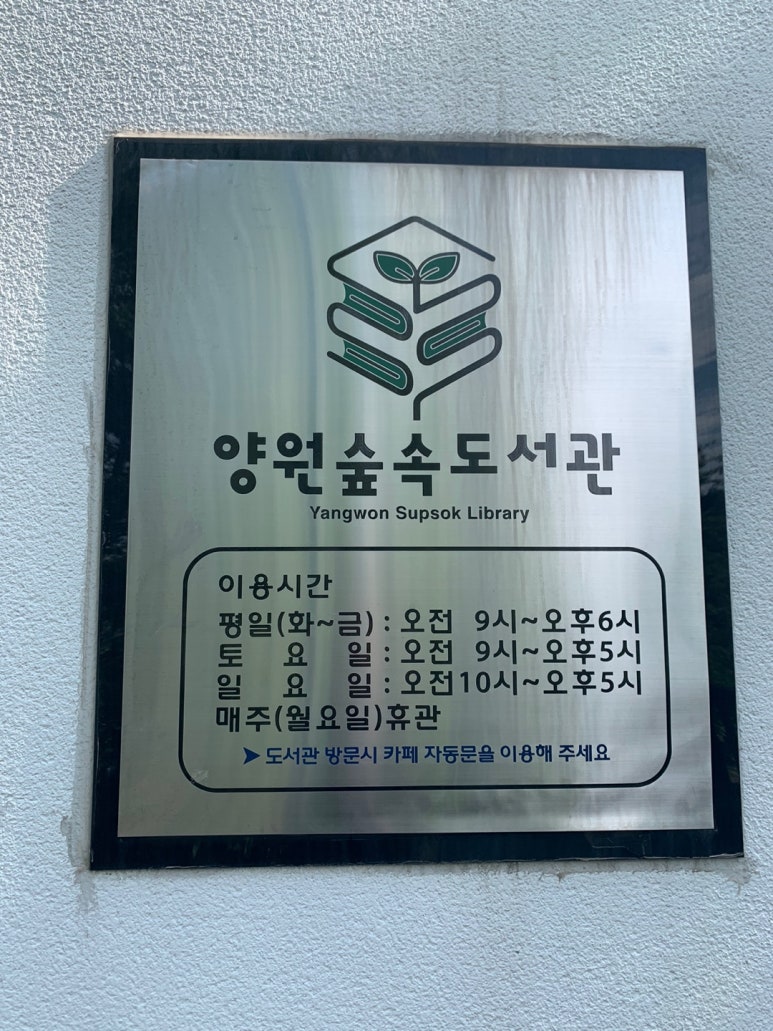 양원숲속도서관
Yangwon Supsok Library
이용시간
평일(화~금) : 오전 9시~오후6시
토 요 일 : 오전 9시~오후5시
일 요 일 : 오전10시~오후5시
매주(월요일)휴관
➤ 도서관 방문시 카페 자동문을 이용해 주세요